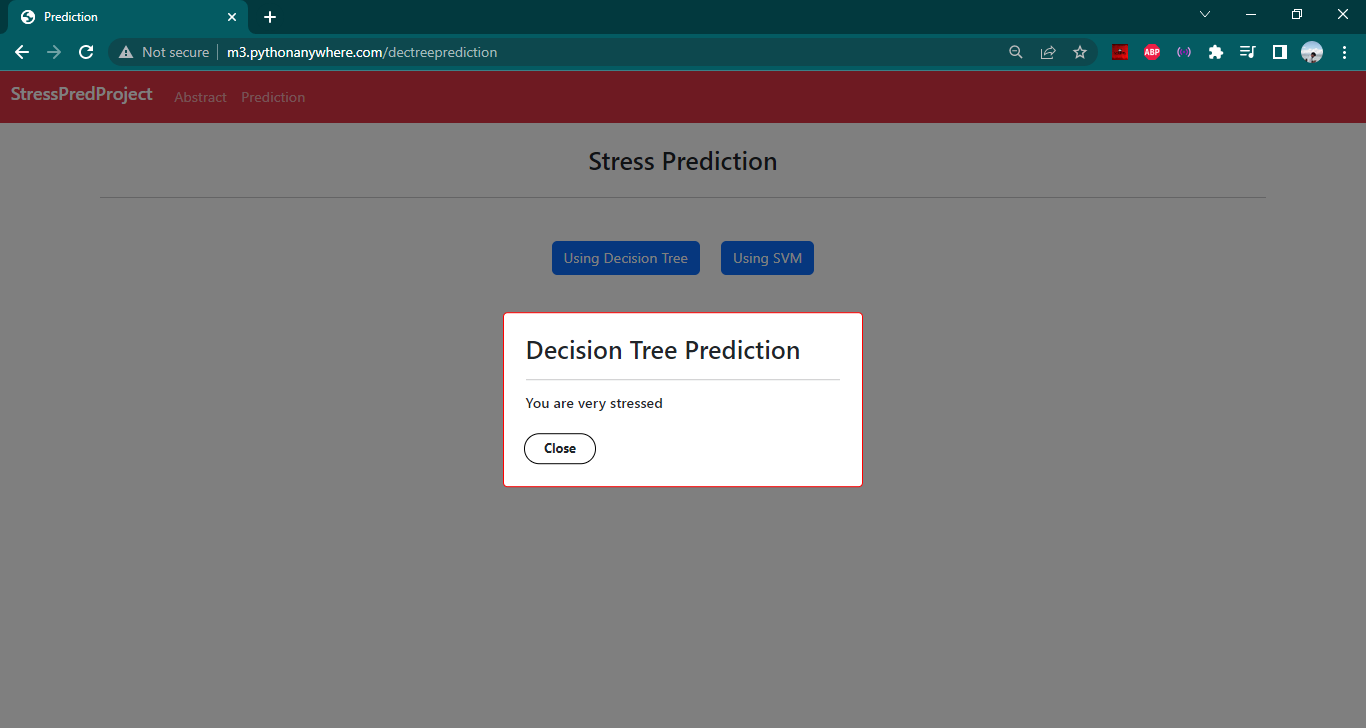 Prediction
Not secure
m3.pythonanywhere.com/dectreeprediction
ABP
StressPredProject
Abstract
Prediction
Stress Prediction
Using Decision Tree
Using SVM
Decision Tree Prediction
You are very stressed
Close